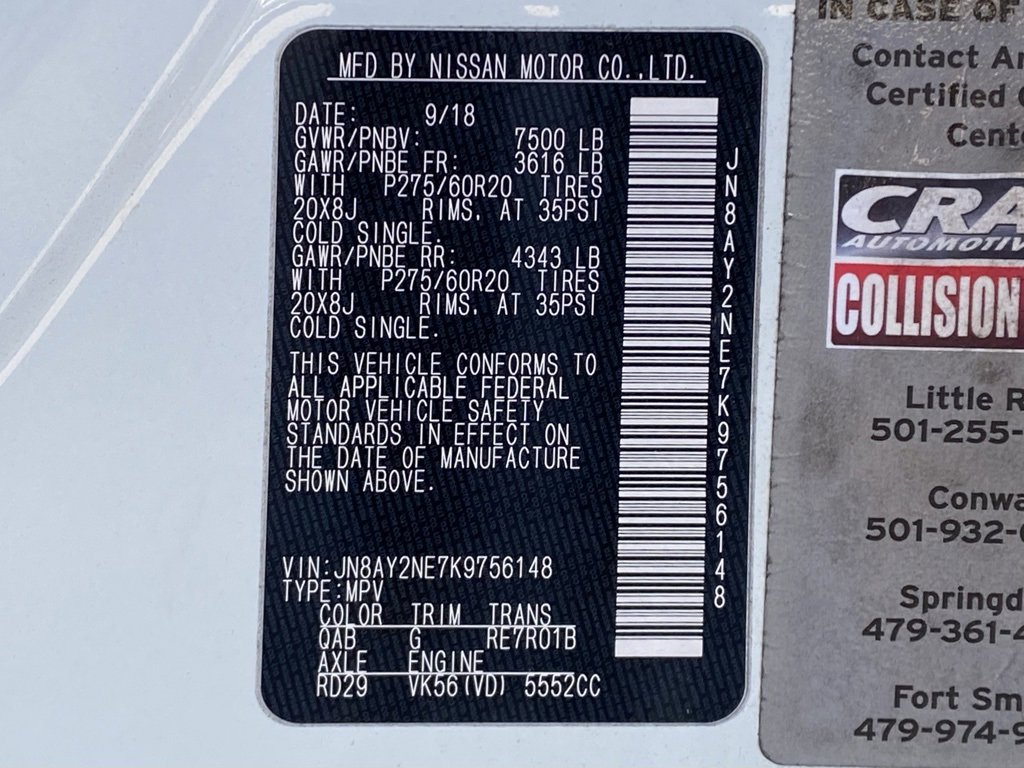 MFD BY NISSAN MOTOR CO.,LTD.
DATE: 9/18
GVWR/PNBV: 7500 LB
GAWR/PNBE FR: 3616 LB
WITH P275/60R20 TIRES
20X8J RIMS, AT 35PSI
COLD SINGLE.
GAWR/PNBE RR: 4343 LB
WITH P275/60R20 TIRES
20X8J RIMS, AT 35PSI
COLD SINGLE.
THIS VEHICLE CONFORMS TO
ALL APPLICABLE FEDERAL
MOTOR VEHICLE SAFETY
STANDARDS IN EFFECT ON
THE DATE OF MANUFACTURE
SHOWN ABOVE.
VIN:JN8AY2NE7K9756148
TYPE:MPV
COLOR TRIM TRANS
QAB G RE7R01B
AXLE ENGINE
RD29 VK56(VD) 5552CC
JN8AY2NE7K9756148
IN CASE OF
Contact
Certified
COLLISION
Little
501-255-
501-932-
479-361-
Fort
479-974-